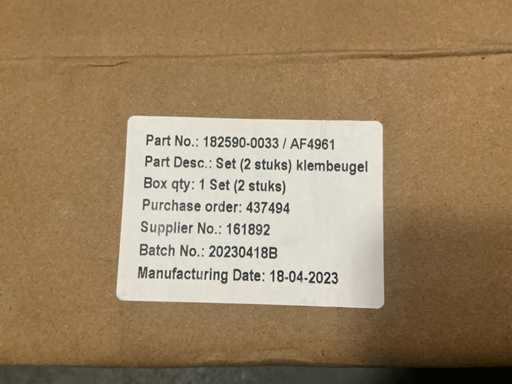 Part No.: 182590-0033 / AF4961
Part Desc.: Set (2 stuks) klembeugel
Box qty: 1 Set (2 stuks)
Purchase order: 437494
Supplier No.: 161892
Batch No.: 20230418B
Manufacturing Date: 18-04-2023